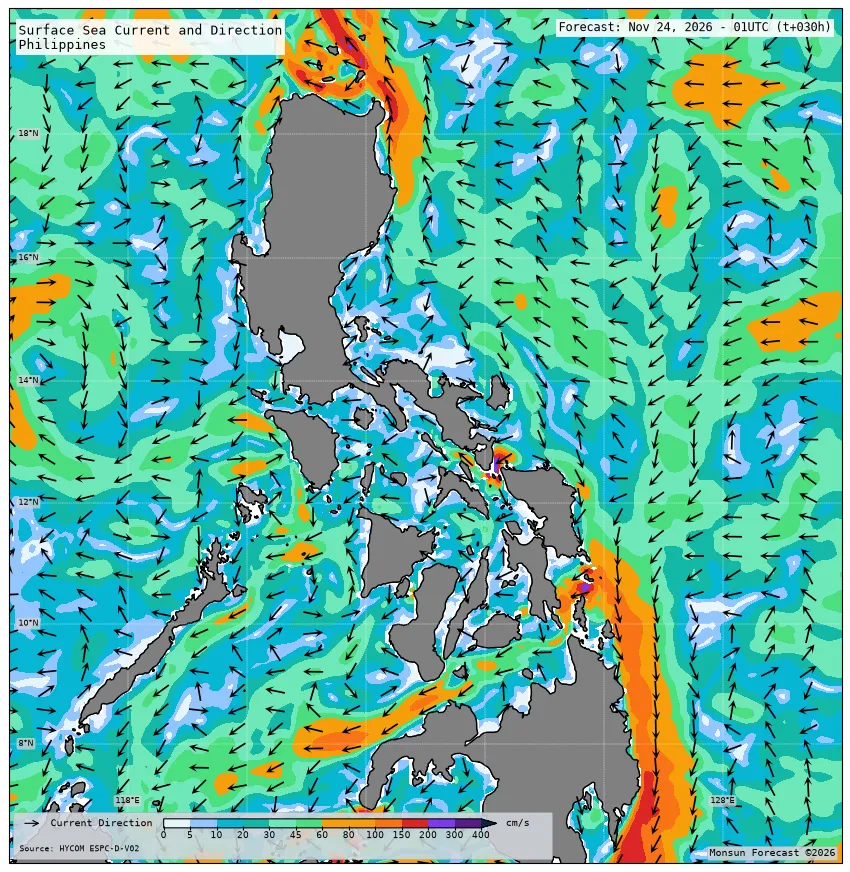 Surface Sea Current and Direction
Philippines
Forecast: Nov 24, 2026 - 01UTC (t+030h)
18°N
16°N
14°N
12°N
10°N
8°N
118°E
128°E
Current Direction
0 5 10 20 30 45 60 80 100 150 200 300 400
cm/s
Source: HYCOM ESPC-D-V02
Monsun Forecast ©2026